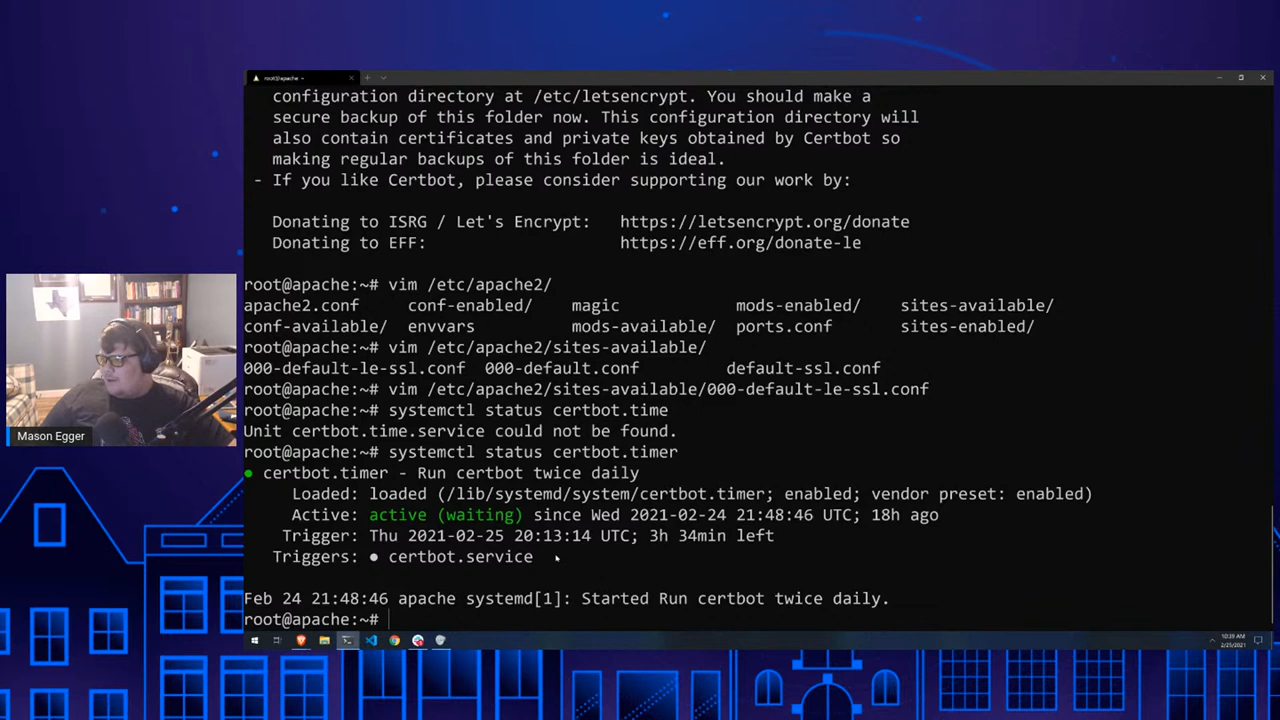 root@apache: ~
configuration directory at /etc/letsencrypt. You should make a
secure backup of this folder now. This configuration directory will
also contain certificates and private keys obtained by Certbot so
making regular backups of this folder is ideal.
- If you like Certbot, please consider supporting our work by:
Donating to ISRG / Let's Encrypt:   https://letsencrypt.org/donate
Donating to EFF:                    https://eff.org/donate-le
root@apache:~# vim /etc/apache2/
apache2.conf     conf-enabled/    magic            mods-enabled/    sites-available/
conf-available/  envvars          mods-available/  ports.conf       sites-enabled/
root@apache:~# vim /etc/apache2/sites-available/
000-default-le-ssl.conf  000-default.conf         default-ssl.conf
root@apache:~# vim /etc/apache2/sites-available/000-default-le-ssl.conf
root@apache:~# systemctl status certbot.time
Unit certbot.time.service could not be found.
root@apache:~# systemctl status certbot.timer
● certbot.timer - Run certbot twice daily
Loaded: loaded (/lib/systemd/system/certbot.timer; enabled; vendor preset: enabled)
Active: active (waiting) since Wed 2021-02-24 21:48:46 UTC; 18h ago
Trigger: Thu 2021-02-25 20:13:14 UTC; 3h 34min left
Triggers: ● certbot.service
Feb 24 21:48:46 apache systemd[1]: Started Run certbot twice daily.
root@apache:~#
Mason Egger
10:39 AM
2/25/2021